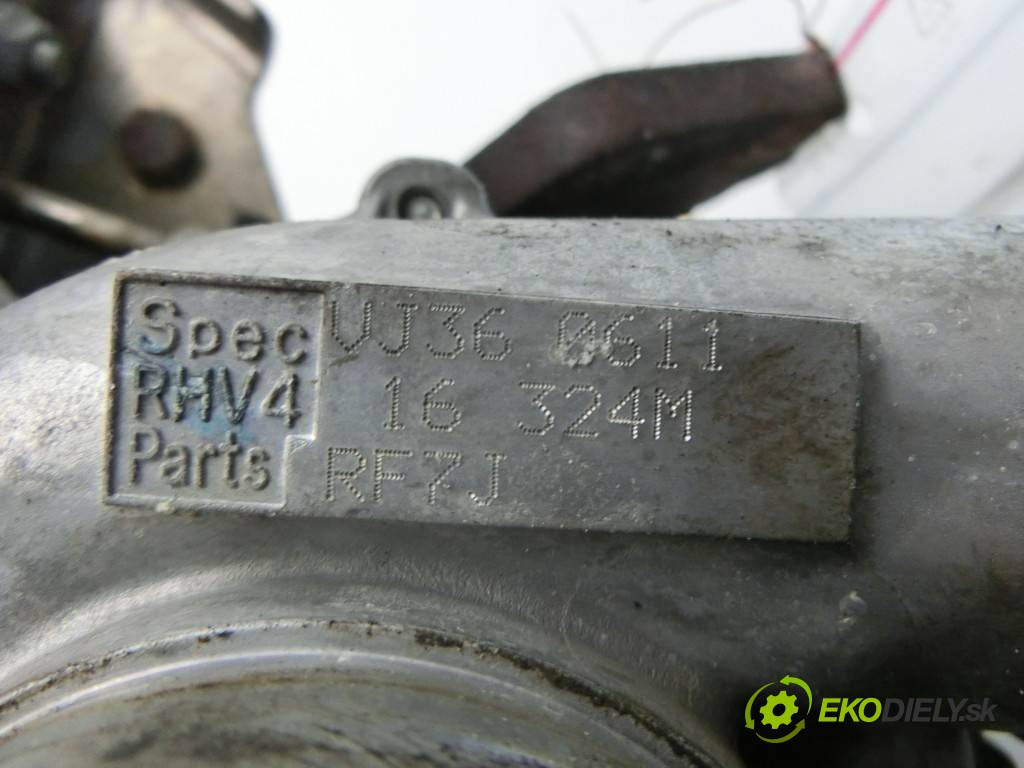 Spec VJ36 0611
RHV4 16 324M
Parts RF7J
EKODIELY.sk